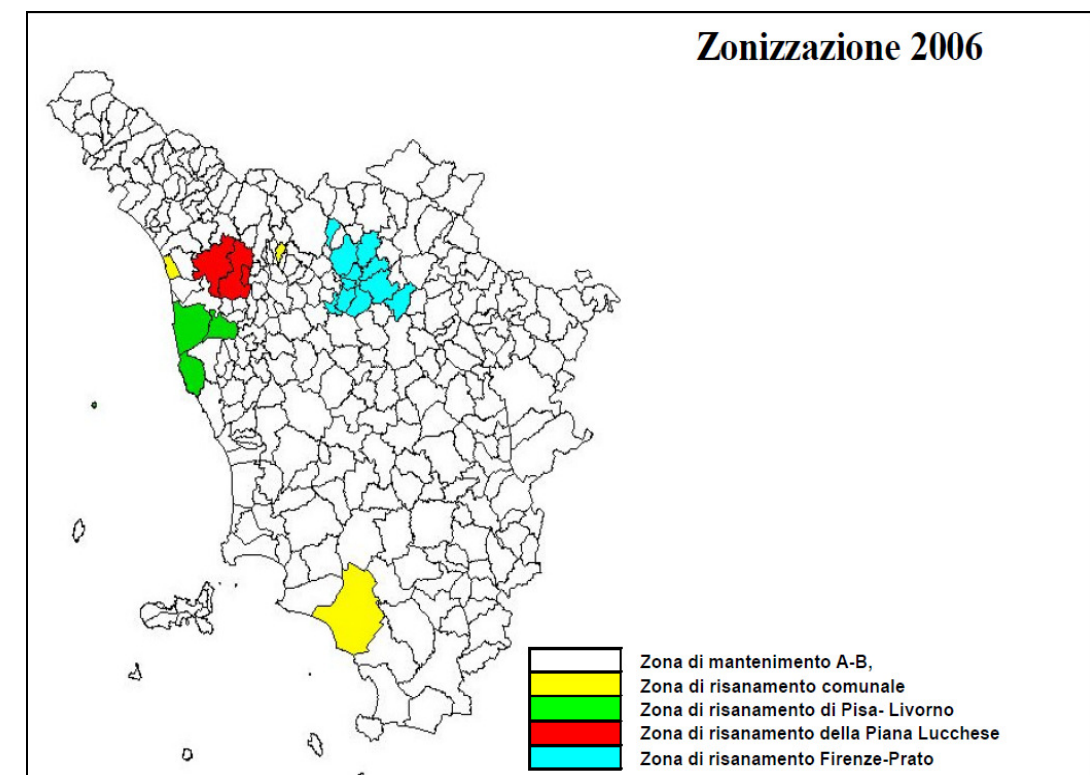 Zonizzazione 2006
Zona di mantenimento A-B,
Zona di risanamento comunale
Zona di risanamento di Pisa- Livorno
Zona di risanamento della Piana Lucchese
Zona di risanamento Firenze-Prato